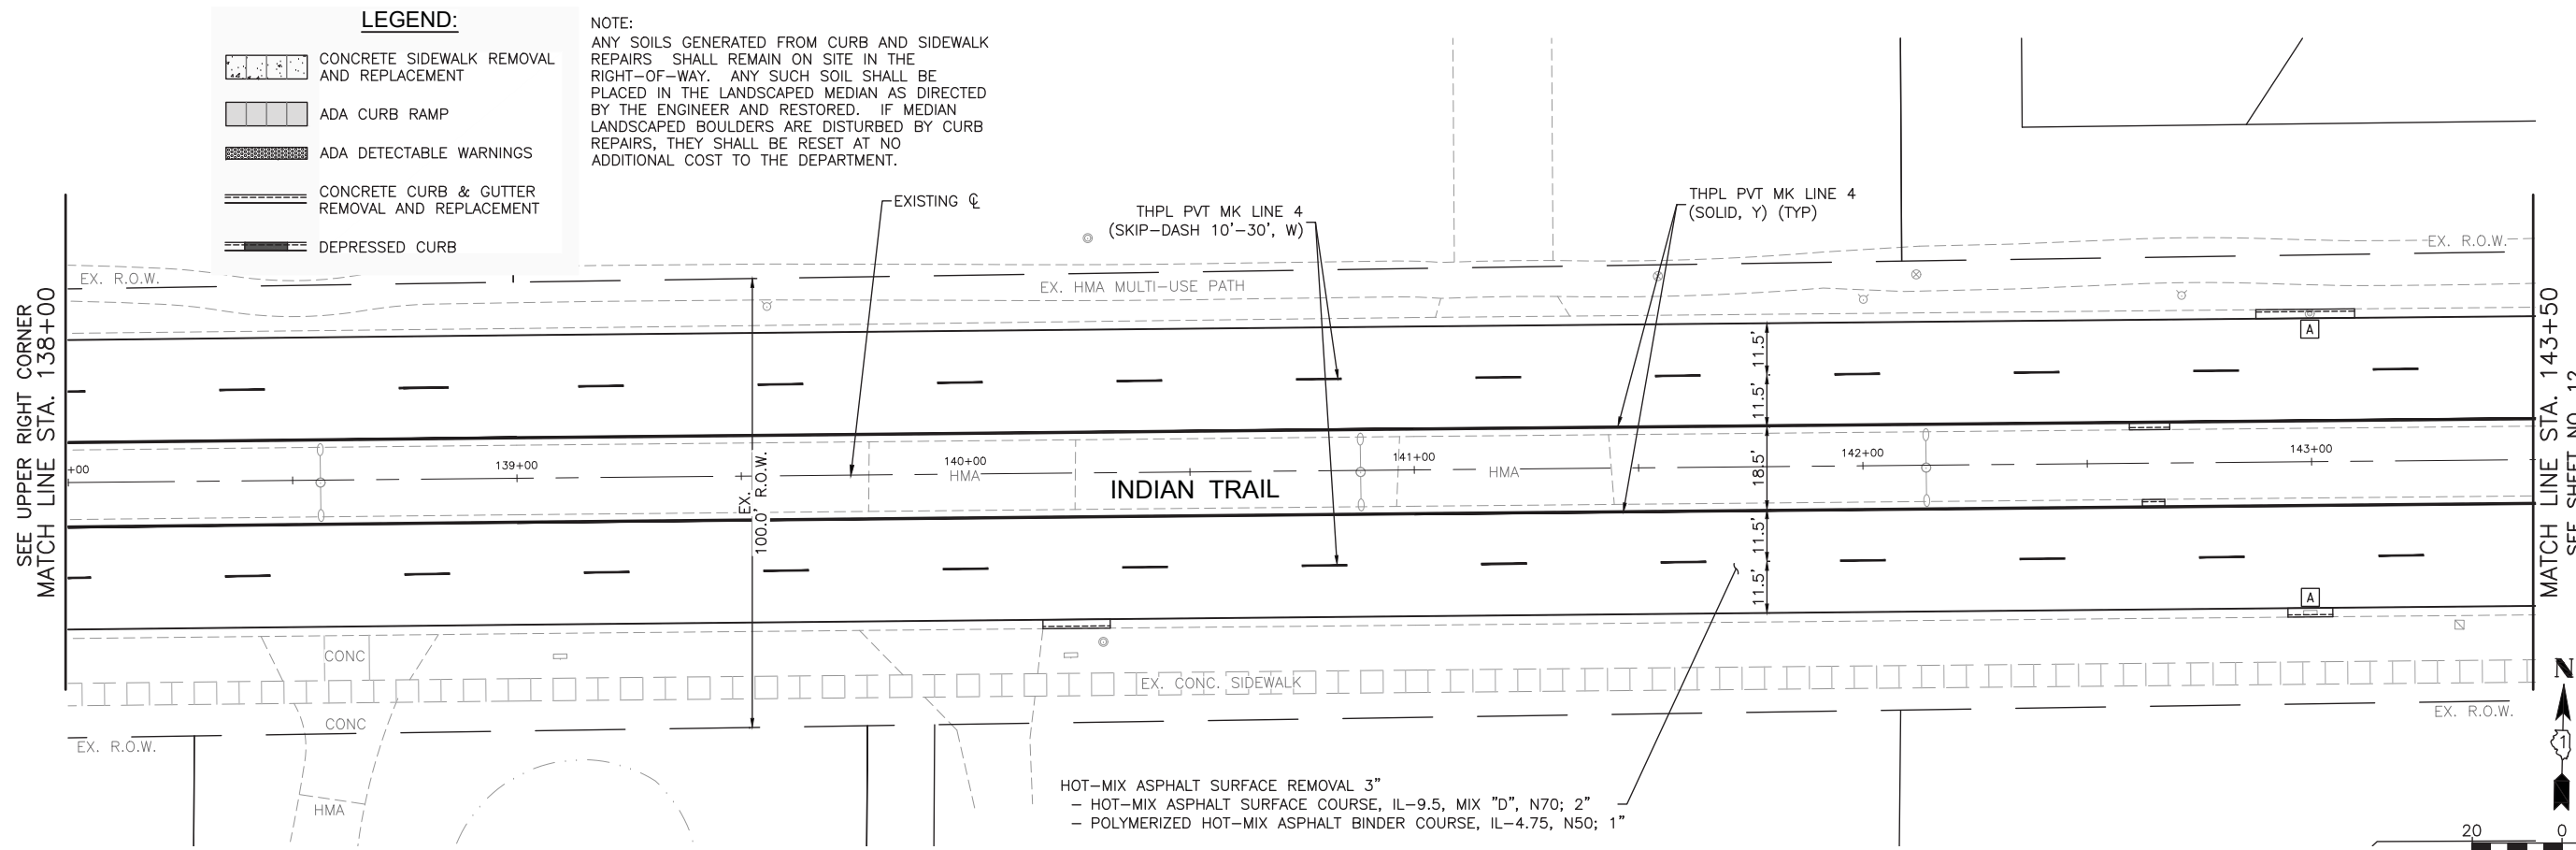 LEGEND:
CONCRETE SIDEWALK REMOVAL
AND REPLACEMENT
ADA CURB RAMP
ADA DETECTABLE WARNINGS
CONCRETE CURB & GUTTER
REMOVAL AND REPLACEMENT
DEPRESSED CURB
NOTE:
ANY SOILS GENERATED FROM CURB AND SIDEWALK
REPAIRS SHALL REMAIN ON SITE IN THE
RIGHT-OF-WAY. ANY SUCH SOIL SHALL BE
PLACED IN THE LANDSCAPED MEDIAN AS DIRECTED
BY THE ENGINEER AND RESTORED. IF MEDIAN
LANDSCAPED BOULDERS ARE DISTURBED BY CURB
REPAIRS, THEY SHALL BE RESET AT NO
ADDITIONAL COST TO THE DEPARTMENT.
EXISTING ℄
THPL PVT MK LINE 4
(SKIP-DASH 10'-30', W)
THPL PVT MK LINE 4
(SOLID, Y) (TYP)
EX. R.O.W.
EX. R.O.W.
EX. HMA MULTI-USE PATH
SEE UPPER RIGHT CORNER
MATCH LINE STA. 138+00
A
11.5'
11.5'
18.5'
11.5'
11.5'
+00
139+00
140+00
141+00
142+00
143+00
HMA
HMA
EX.
100.0' R.O.W.
INDIAN TRAIL
A
MATCH LINE STA. 143+50
SEE SHEET NO. 12
CONC
EX. CONC. SIDEWALK
CONC
EX. R.O.W.
EX. R.O.W.
HMA
HOT-MIX ASPHALT SURFACE REMOVAL 3"
- HOT-MIX ASPHALT SURFACE COURSE, IL-9.5, MIX "D", N70; 2"
- POLYMERIZED HOT-MIX ASPHALT BINDER COURSE, IL-4.75, N50; 1"
N
1
20
0